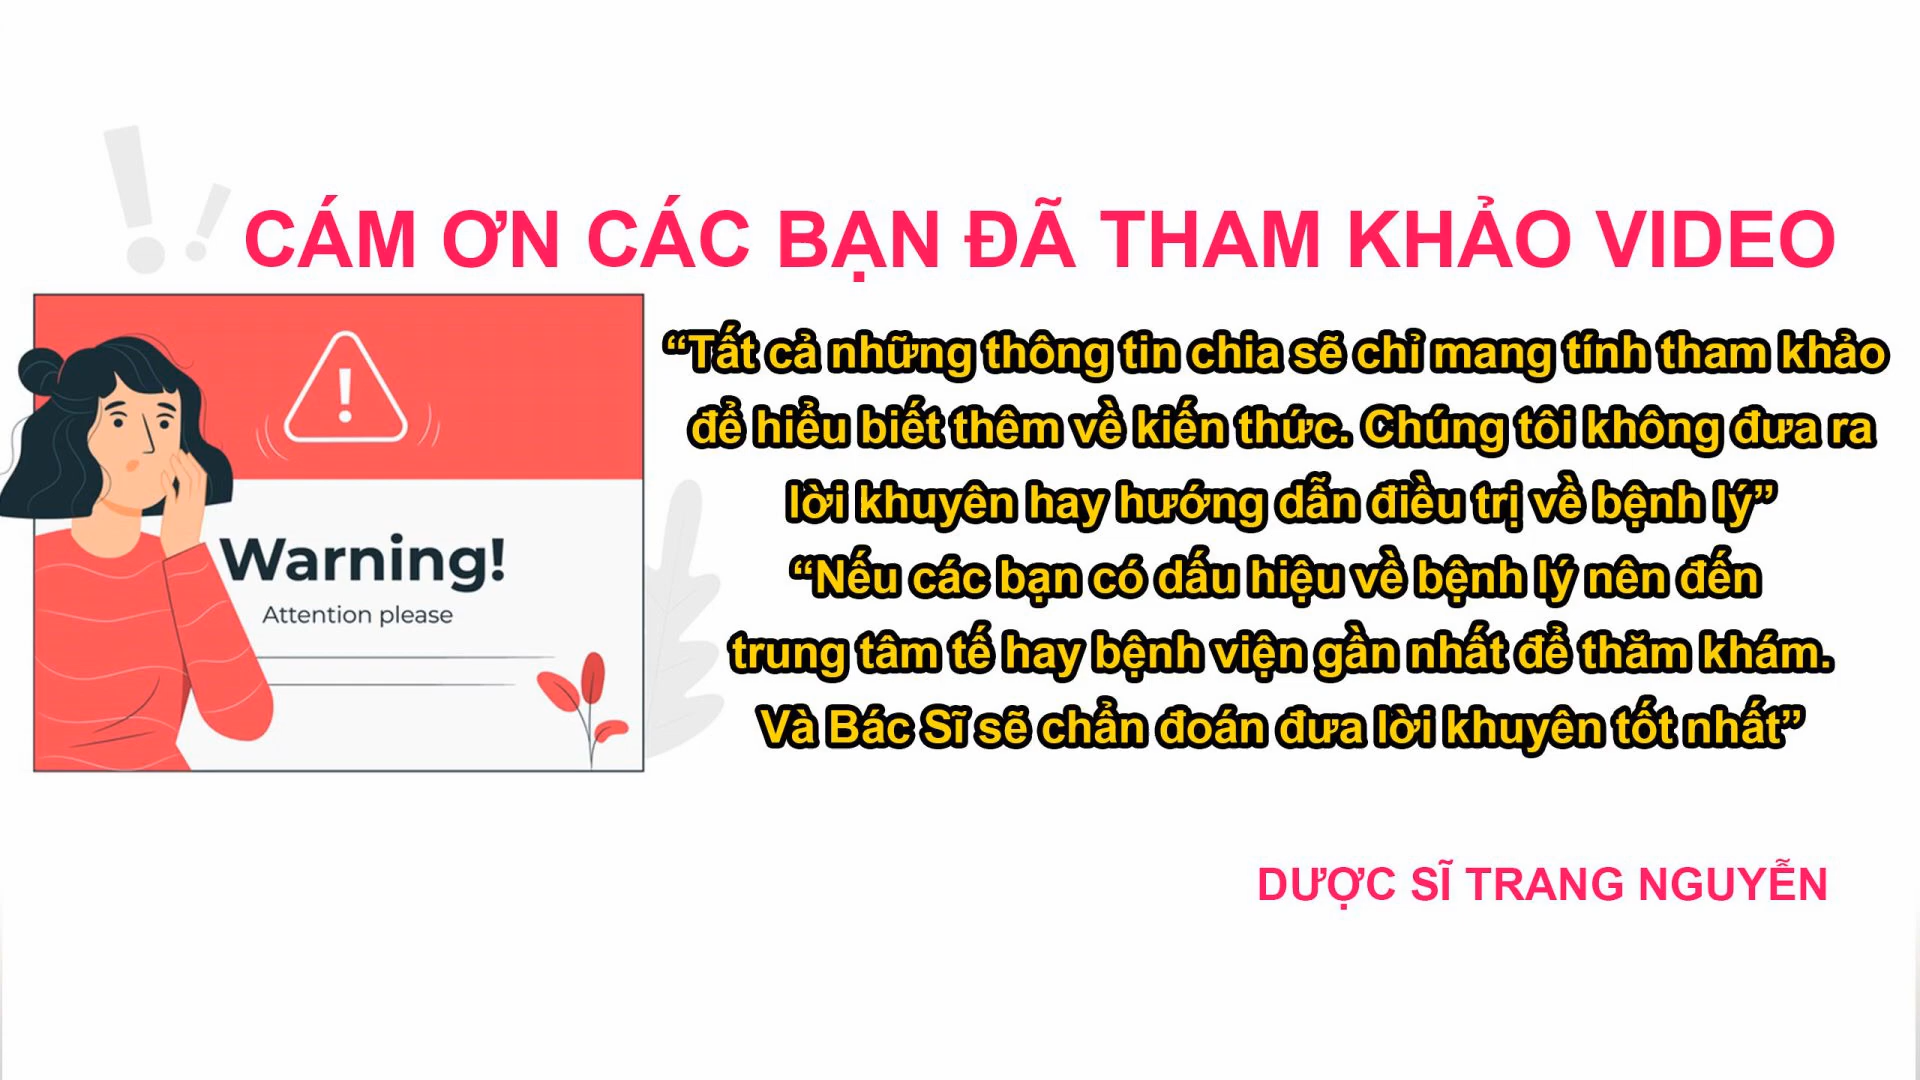 CÁM ƠN CÁC BẠN ĐÃ THAM KHẢO VIDEO
“Tất cả những thông tin chia sẽ chỉ mang tính tham khảo
để hiểu biết thêm về kiến thức. Chúng tôi không đưa ra
lời khuyên hay hướng dẫn điều trị về bệnh lý”
“Nếu các bạn có dấu hiệu về bệnh lý nên đến
trung tâm tế hay bệnh viện gần nhất để thăm khám.
Và Bác Sĩ sẽ chẩn đoán đưa lời khuyên tốt nhất”
Warning!
Attention please
DƯỢC SĨ TRANG NGUYỄN